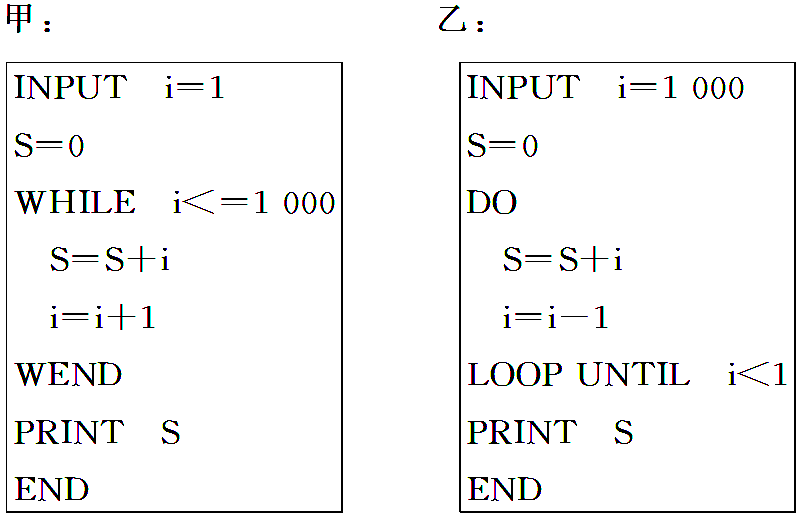 甲：
INPUT i=1
S=0
WHILE i<=1 000
S=S+i
i=i+1
WEND
PRINT S
END
乙：
INPUT i=1 000
S=0
DO
S=S+i
i=i-1
LOOP UNTIL i<1
PRINT S
END